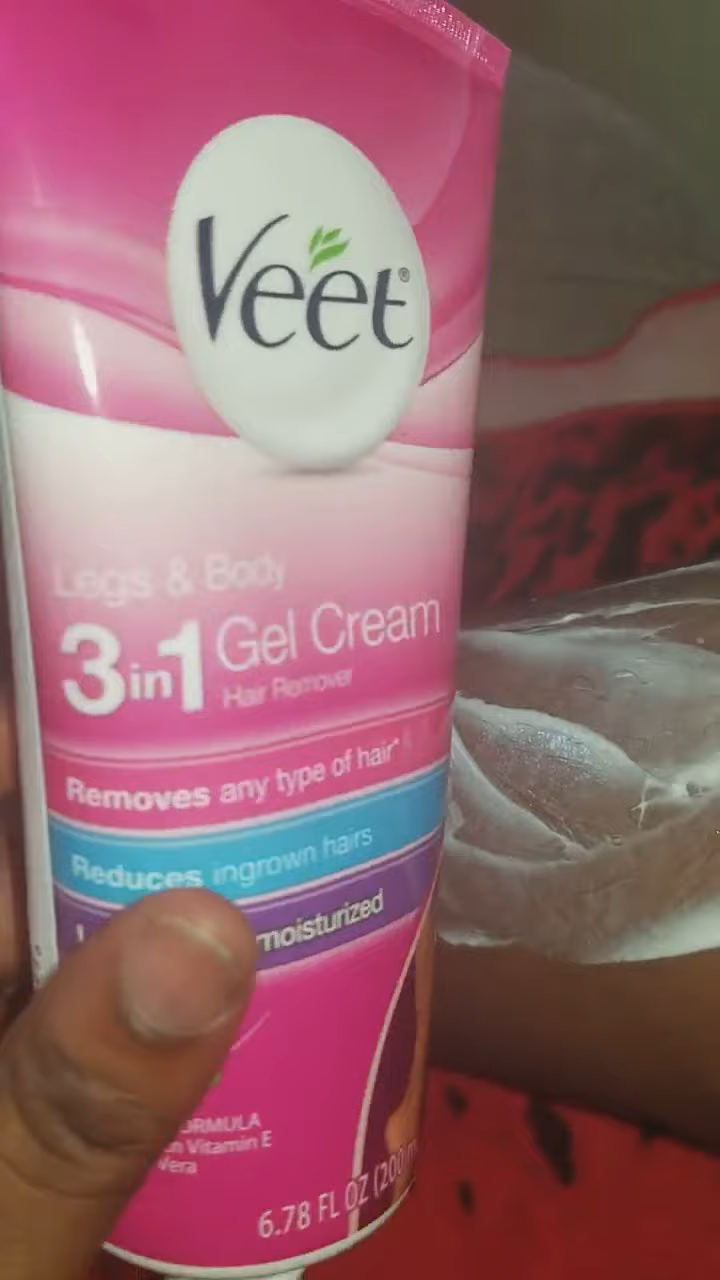 Veet®
Legs & Body
3in1 Gel Cream
Hair Remover
Removes any type of hair*
Reduces ingrown hairs
moisturized
Vitamin E
6.78 FL OZ (200